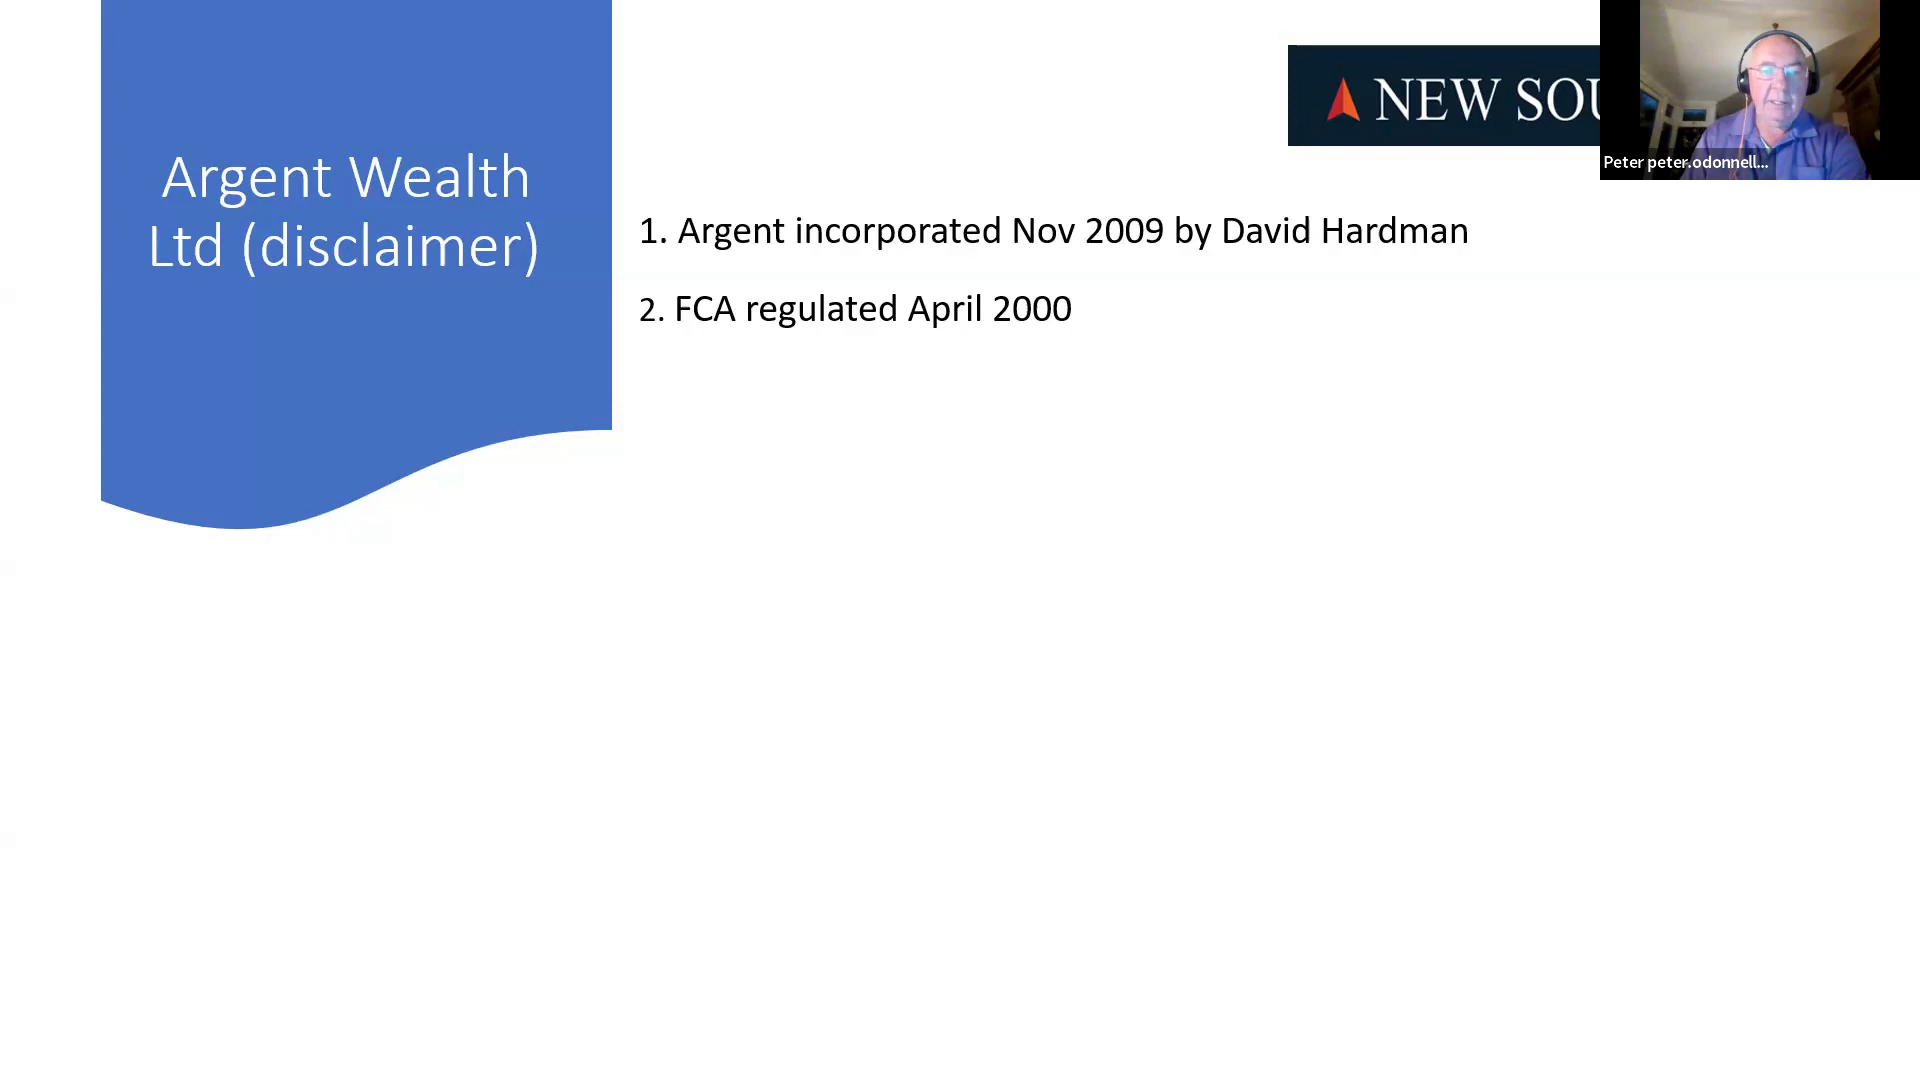 Argent Wealth
Ltd (disclaimer)
NEW SOU
Peter peter.odonnell...
1. Argent incorporated Nov 2009 by David Hardman
2. FCA regulated April 2000